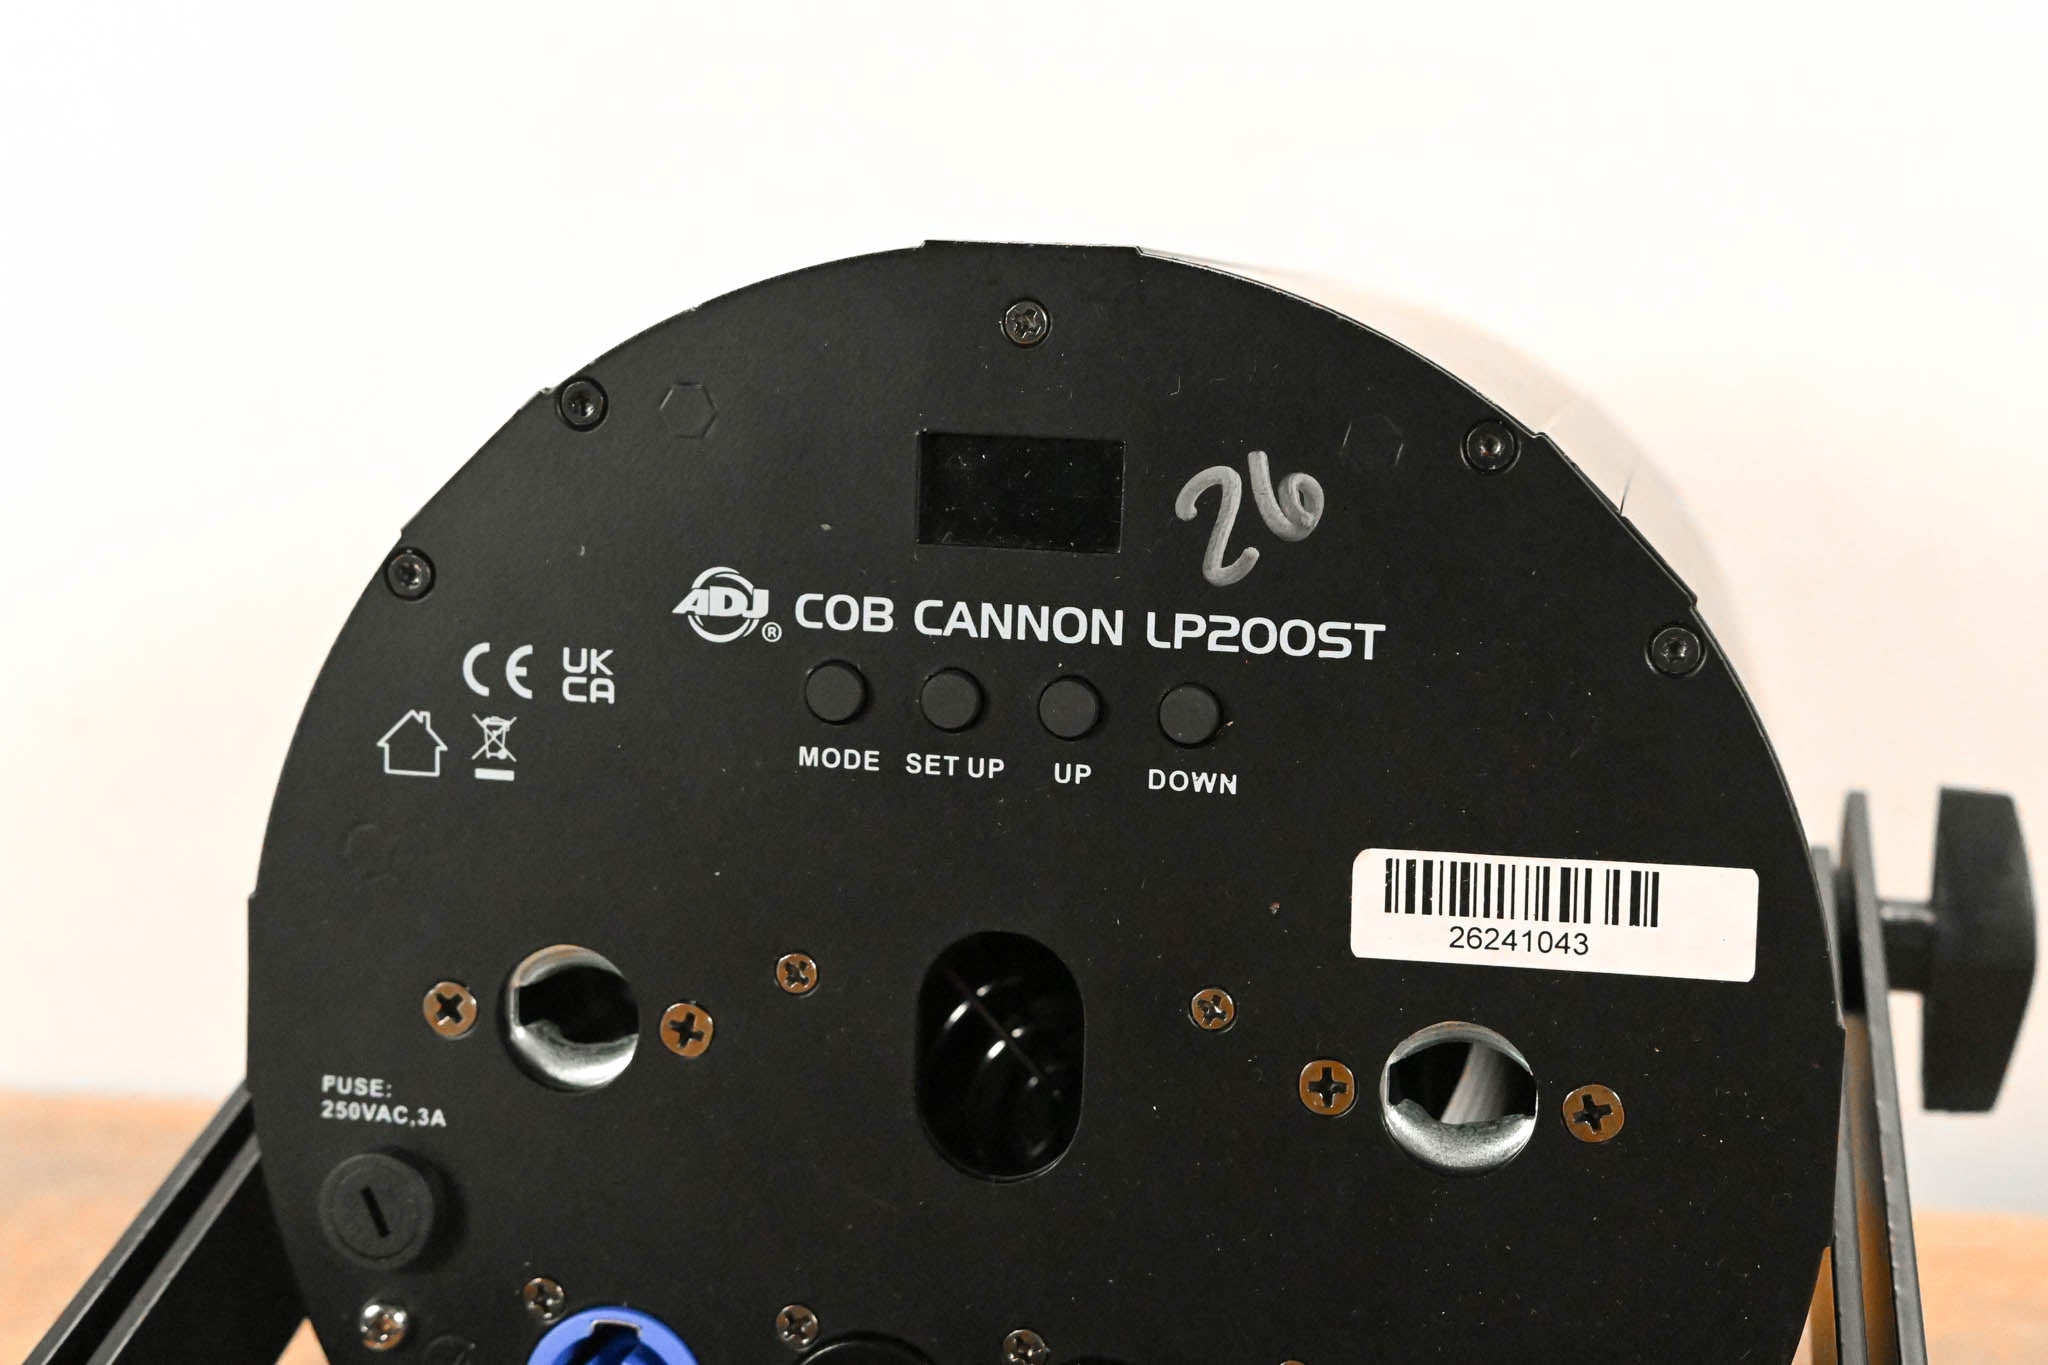 26
ADJ® COB CANNON LP200ST
CE UK CA
MODE SET UP UP DOWN
26241043
FUSE:
250VAC,3A